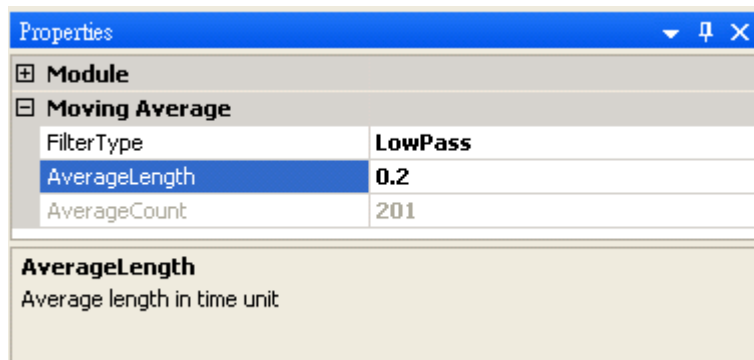 Properties
Module
Moving Average
FilterType LowPass
AverageLength 0.2
AverageCount 201
AverageLength
Average length in time unit